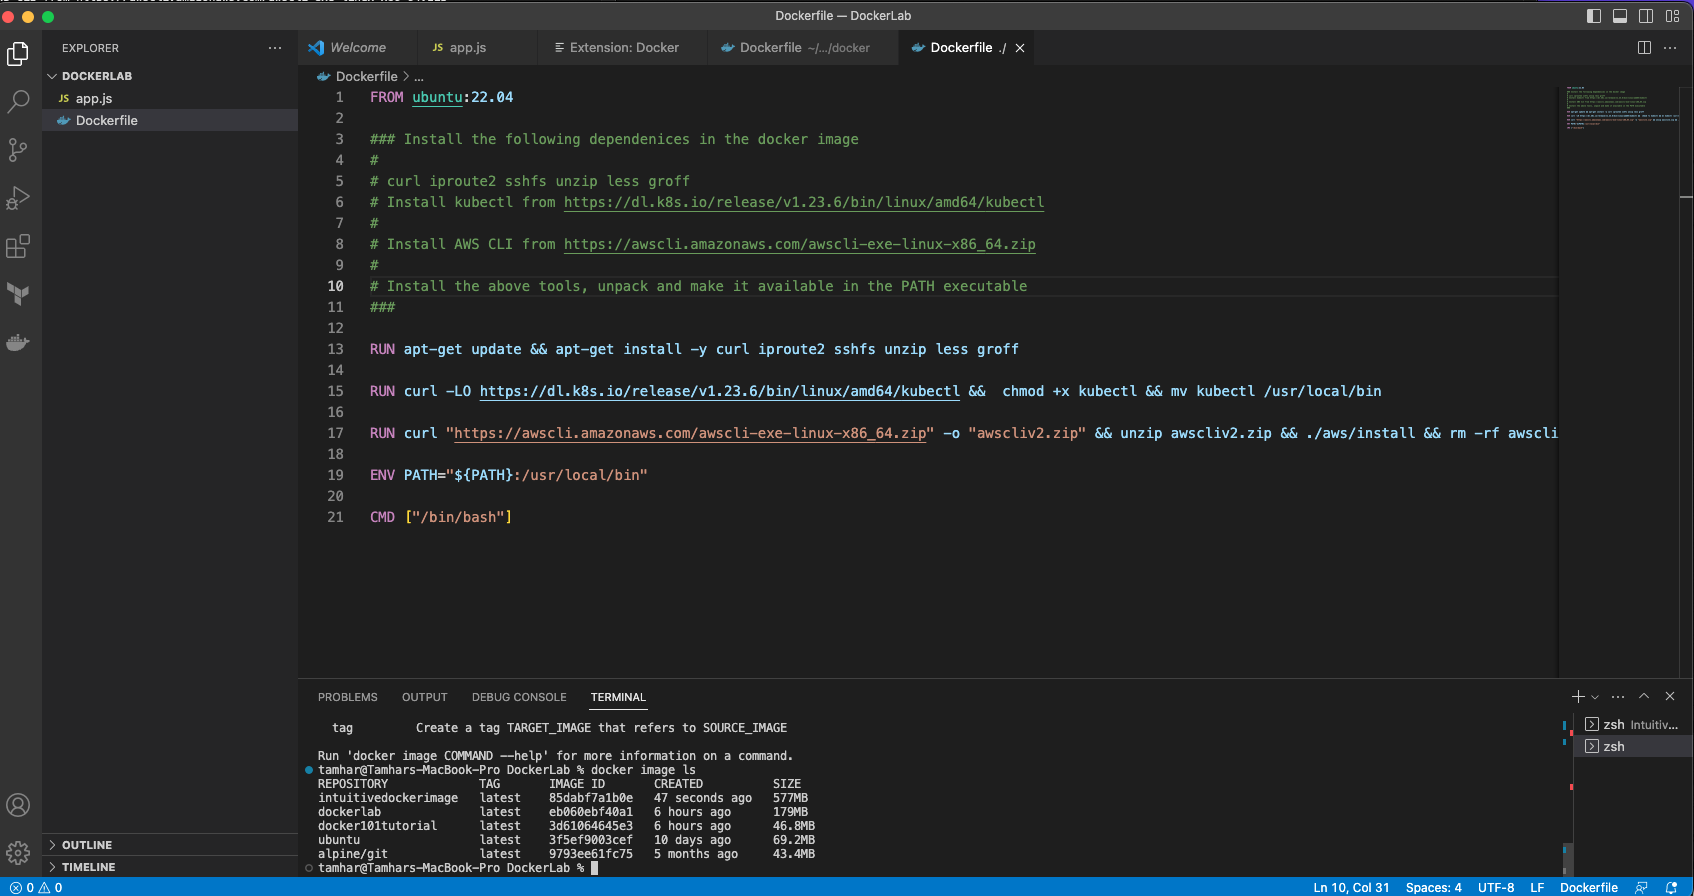 Dockerfile — DockerLab
EXPLORER
Welcome
JS app.js
Extension: Docker
Dockerfile ~/.../docker
Dockerfile ./
DOCKERLAB
JS app.js
Dockerfile
Dockerfile > ...
1 FROM ubuntu:22.04
2
3 ### Install the following dependenices in the docker image
4 #
5 # curl iproute2 sshfs unzip less groff
6 # Install kubectl from https://dl.k8s.io/release/v1.23.6/bin/linux/amd64/kubectl
7 #
8 # Install AWS CLI from https://awscli.amazonaws.com/awscli-exe-linux-x86_64.zip
9 #
10 # Install the above tools, unpack and make it available in the PATH executable
11 ###
12
13 RUN apt-get update && apt-get install -y curl iproute2 sshfs unzip less groff
14
15 RUN curl -LO https://dl.k8s.io/release/v1.23.6/bin/linux/amd64/kubectl &&  chmod +x kubectl && mv kubectl /usr/local/bin
16
17 RUN curl "https://awscli.amazonaws.com/awscli-exe-linux-x86_64.zip" -o "awscliv2.zip" && unzip awscliv2.zip && ./aws/install && rm -rf awscli
18
19 ENV PATH="${PATH}:/usr/local/bin"
20
21 CMD ["/bin/bash"]
PROBLEMS OUTPUT DEBUG CONSOLE TERMINAL
tag Create a tag TARGET_IMAGE that refers to SOURCE_IMAGE
Run 'docker image COMMAND --help' for more information on a command.
tamhar@Tamhars-MacBook-Pro DockerLab % docker image ls
REPOSITORY TAG IMAGE ID CREATED SIZE
intuitivedockerimage latest 85dabf7a1b0e 47 seconds ago 577MB
dockerlab latest eb060ebf40a1 6 hours ago 179MB
docker101tutorial latest 3d61064645e3 6 hours ago 46.8MB
ubuntu latest 3f5ef9003cef 10 days ago 69.2MB
alpine/git latest 9793ee61fc75 5 months ago 43.4MB
tamhar@Tamhars-MacBook-Pro DockerLab %
zsh Intuitiv...
zsh
OUTLINE
TIMELINE
0 0
Ln 10, Col 31 Spaces: 4 UTF-8 LF Dockerfile